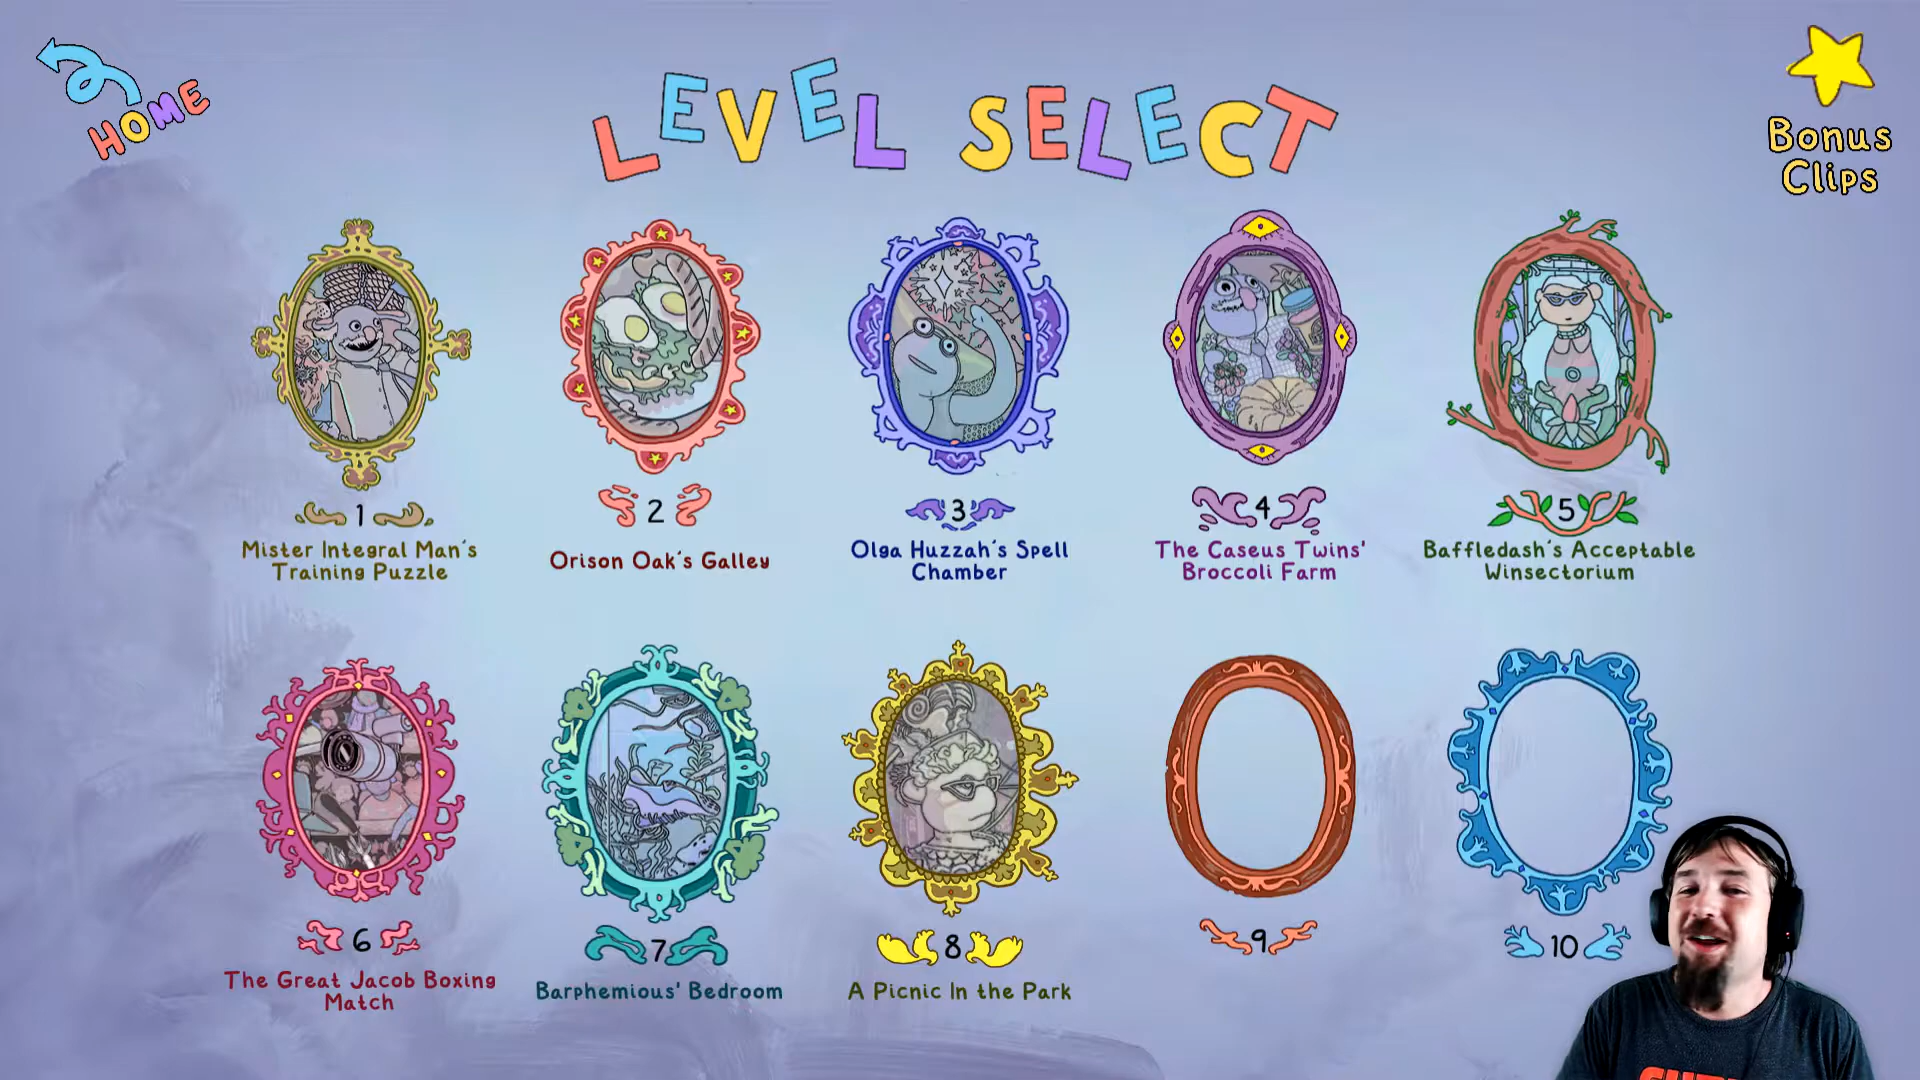 HOME
LEVEL SELECT
Bonus
Clips
1
Mister Integral Man's
Training Puzzle
2
Orison Oak's Galley
3
Olga Huzzah's Spell
Chamber
4
The Caseus Twins'
Broccoli Farm
5
Baffledash's Acceptable
Winsectorium
6
The Great Jacob Boxing
Match
7
Barphemious' Bedroom
8
A Picnic In the Park
9
10